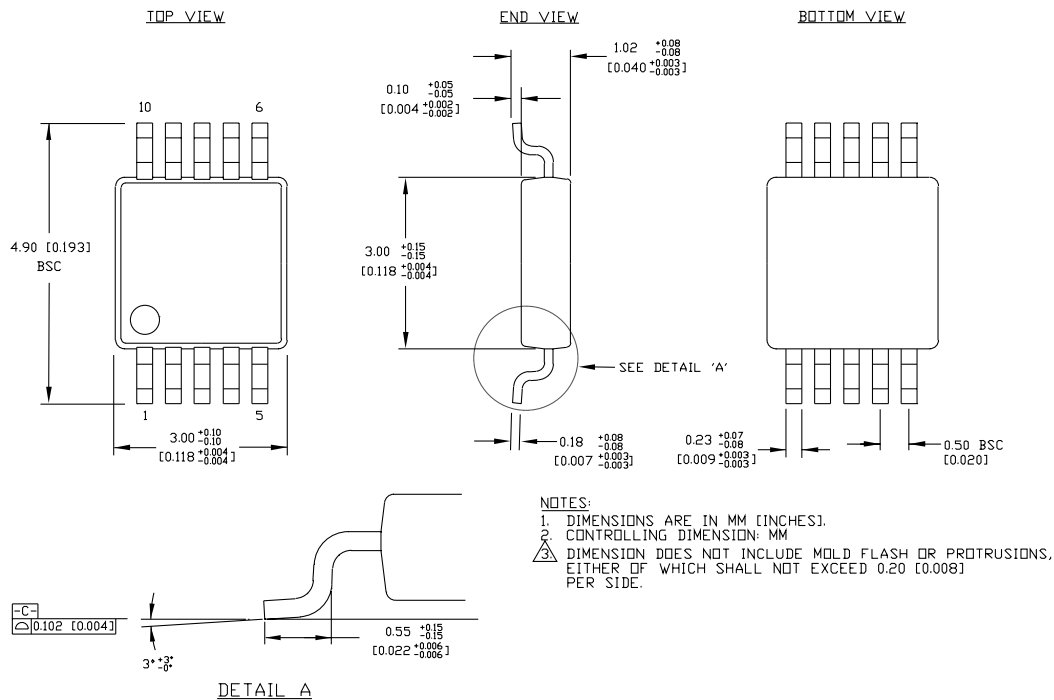 TOP VIEW
END VIEW
BOTTOM VIEW
1.02 +0.08 -0.08
[0.040 +0.003 -0.003]
0.10 +0.05 -0.05
[0.004 +0.002 -0.002]
10
6
4.90 [0.193]
BSC
3.00 +0.15 -0.15
[0.118 +0.004 -0.004]
SEE DETAIL 'A'
1
5
3.00 +0.10 -0.10
[0.118 +0.004 -0.004]
0.18 +0.08 -0.08
[0.007 +0.003 -0.003]
0.23 +0.07 -0.08
[0.009 +0.003 -0.003]
0.50 BSC
[0.020]
NOTES:
1. DIMENSIONS ARE IN MM [INCHES].
2. CONTROLLING DIMENSION: MM
3. DIMENSION DOES NOT INCLUDE MOLD FLASH OR PROTRUSIONS,
EITHER OF WHICH SHALL NOT EXCEED 0.20 [0.008]
PER SIDE.
-C-
0.102 [0.004]
3° +3° -0°
0.55 +0.15 -0.15
[0.022 +0.006 -0.006]
DETAIL A